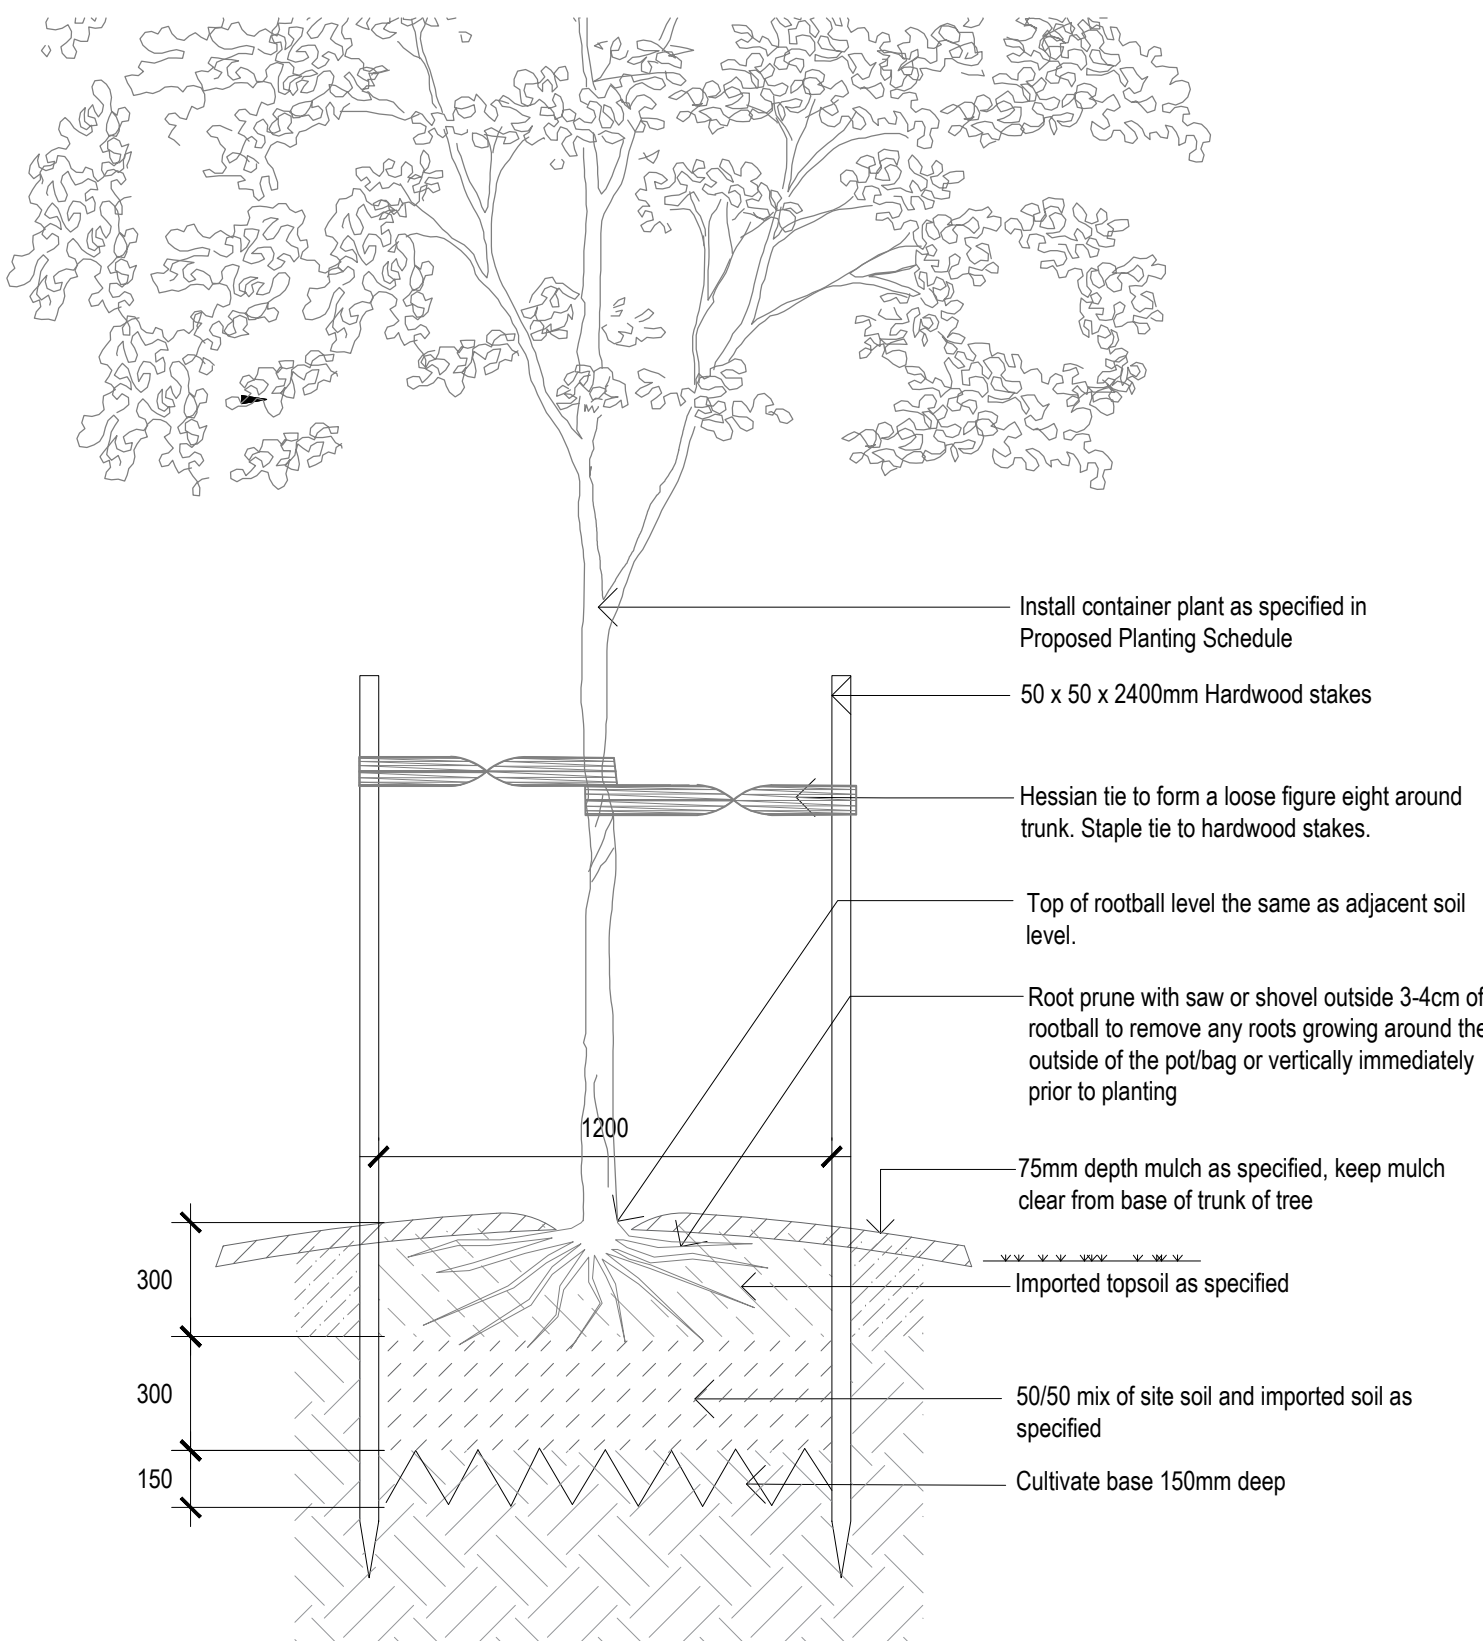 Install container plant as specified in
Proposed Planting Schedule
50 x 50 x 2400mm Hardwood stakes
Hessian tie to form a loose figure eight around
trunk. Staple tie to hardwood stakes.
Top of rootball level the same as adjacent soil
level.
Root prune with saw or shovel outside 3-4cm of
rootball to remove any roots growing around the
outside of the pot/bag or vertically immediately
prior to planting
1200
75mm depth mulch as specified, keep mulch
clear from base of trunk of tree
300
Imported topsoil as specified
300
50/50 mix of site soil and imported soil as
specified
150
Cultivate base 150mm deep